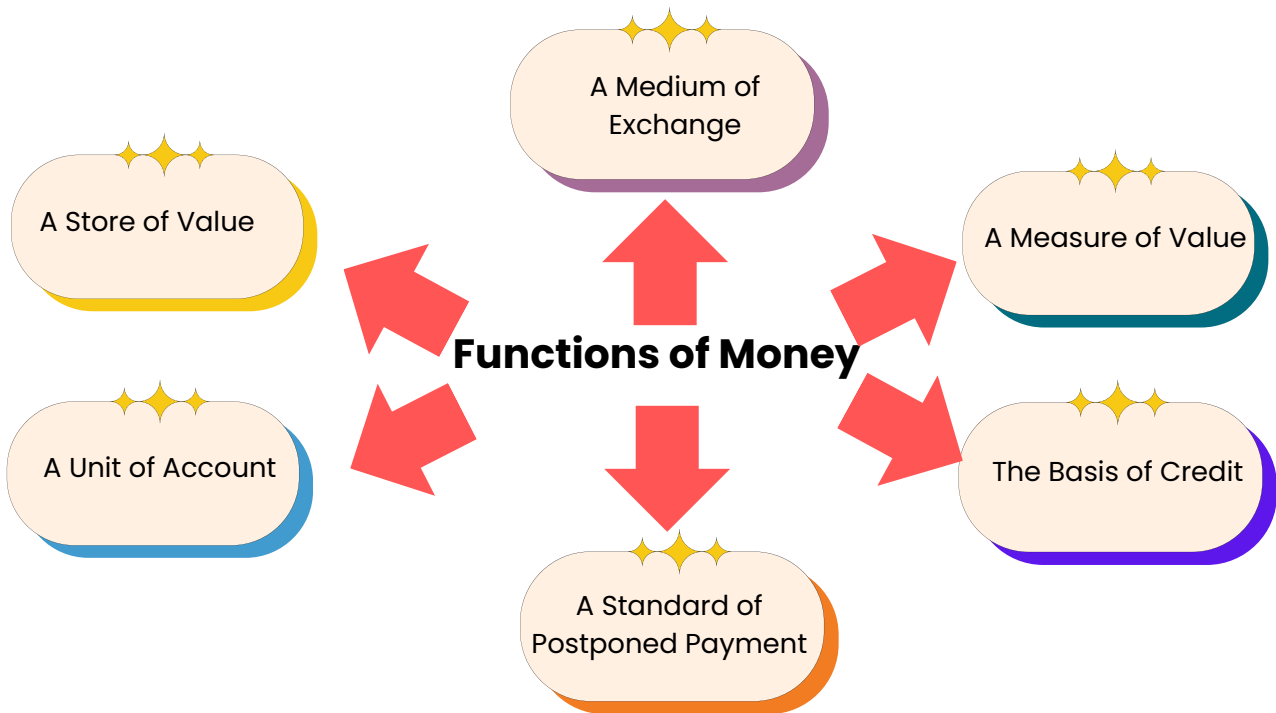 A Medium of
Exchange
A Store of Value
A Measure of Value
Functions of Money
A Unit of Account
The Basis of Credit
A Standard of
Postponed Payment